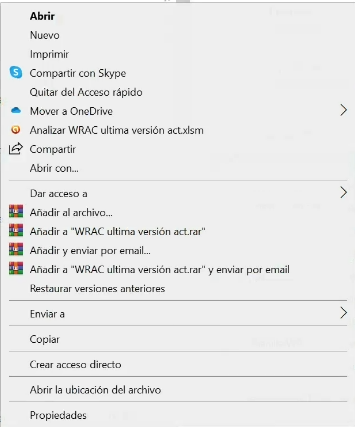 Abrir
Nuevo
Imprimir
Compartir con Skype
Quitar del Acceso rápido
Mover a OneDrive
Analizar WRAC ultima versión act.xlsm
Compartir
Abrir con...
Dar acceso a
Añadir al archivo...
Añadir a "WRAC ultima versión act.rar"
Añadir y enviar por email...
Añadir a "WRAC ultima versión act.rar" y enviar por email
Restaurar versiones anteriores
Enviar a
Copiar
Crear acceso directo
Abrir la ubicación del archivo
Propiedades